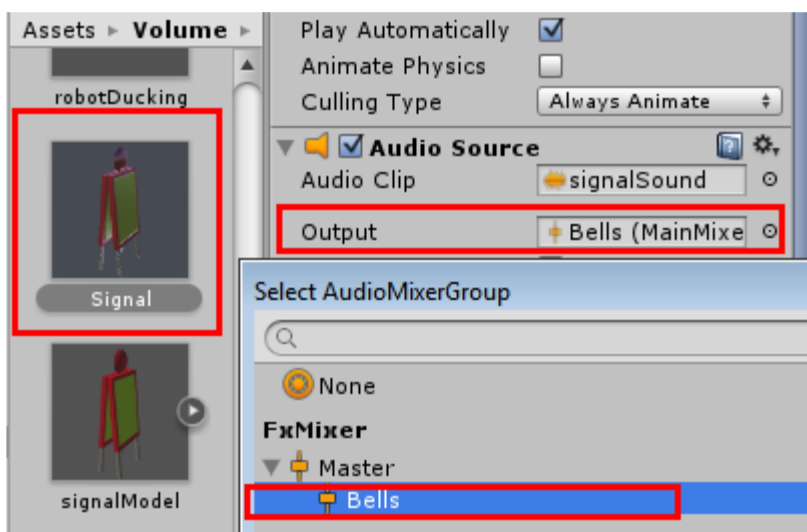 Assets ▸ Volume ▸
robotDucking
Signal
signalModel
Play Automatically
Animate Physics
Culling Type Always Animate
Audio Source
Audio Clip signalSound
Output Bells (MainMixe
Select AudioMixerGroup
None
FxMixer
Master
Bells